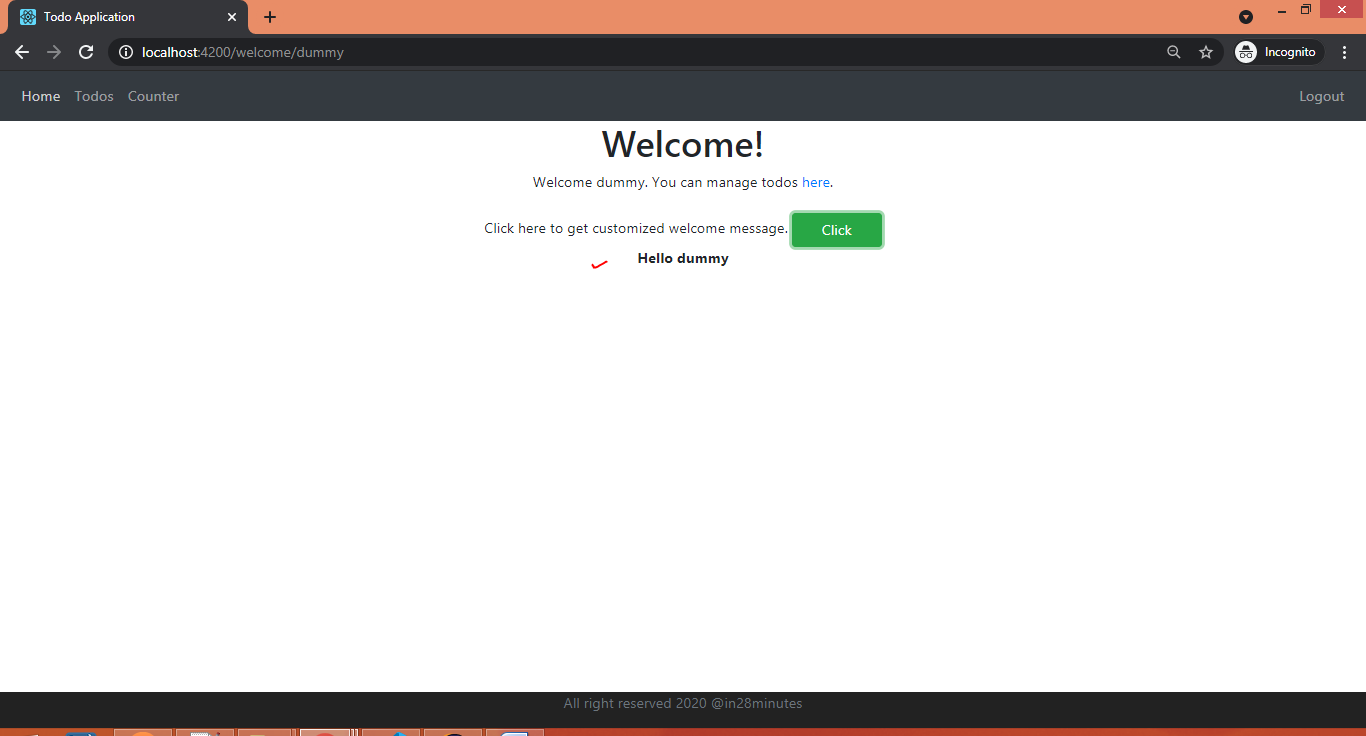 Todo Application
localhost:4200/welcome/dummy
Incognito
Home Todos Counter Logout
Welcome!
Welcome dummy. You can manage todos here.
Click here to get customized welcome message. Click
Hello dummy
All right reserved 2020 @in28minutes